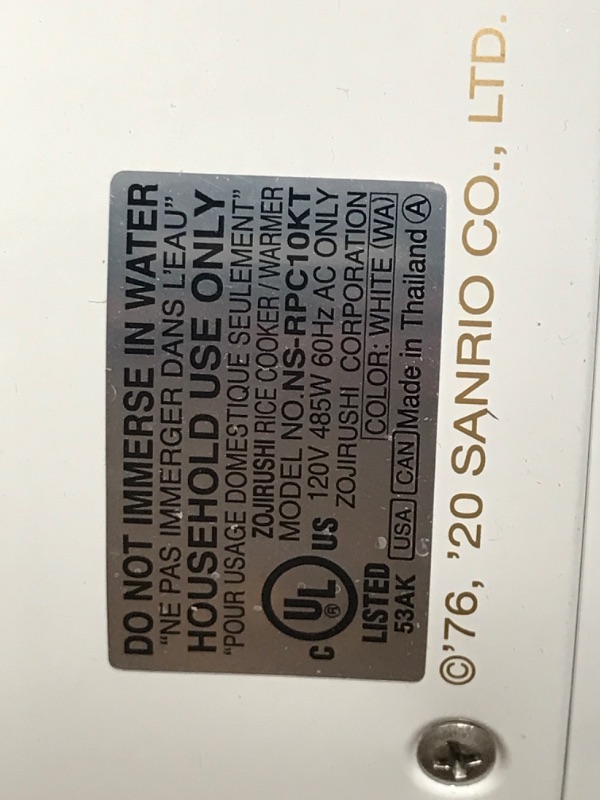 DO NOT IMMERSE IN WATER
"NE PAS IMMERGER DANS L'EAU"
HOUSEHOLD USE ONLY
"POUR USAGE DOMESTIQUE SEULEMENT"
ZOJIRUSHI RICE COOKER/WARMER
MODEL NO.NS-RPC10KT
120V 485W 60Hz AC ONLY
ZOJIRUSHI CORPORATION
C UL ® US
LISTED
53AK
COLOR: WHITE (WA)
USA CAN Made in Thailand Ⓐ
©'76, '20 SANRIO CO., LTD.